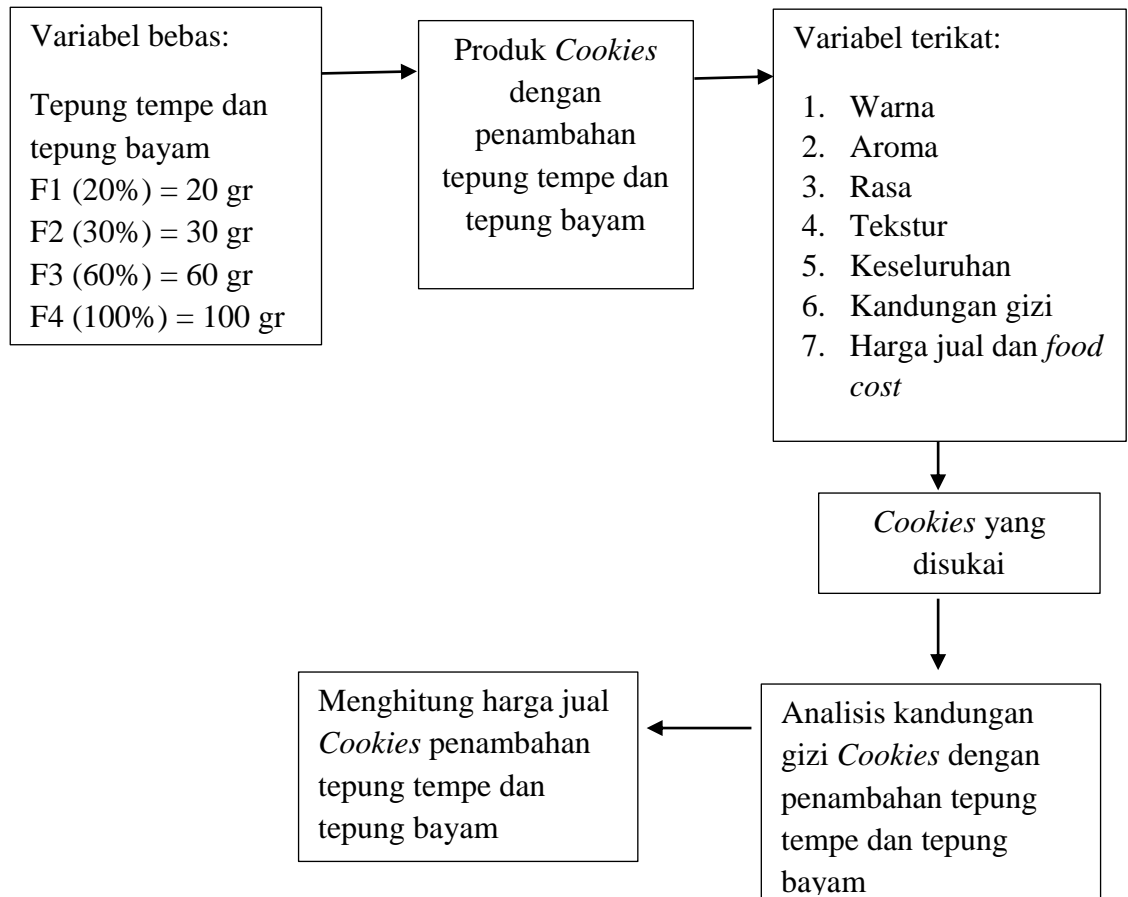 Variabel bebas:
Tepung tempe dan
tepung bayam
F1 (20%) = 20 gr
F2 (30%) = 30 gr
F3 (60%) = 60 gr
F4 (100%) = 100 gr
Produk Cookies
dengan
penambahan
tepung tempe dan
tepung bayam
Variabel terikat:
1. Warna
2. Aroma
3. Rasa
4. Tekstur
5. Keseluruhan
6. Kandungan gizi
7. Harga jual dan food
cost
Cookies yang
disukai
Analisis kandungan
gizi Cookies dengan
penambahan tepung
tempe dan tepung
bayam
Menghitung harga jual
Cookies penambahan
tepung tempe dan
tepung bayam